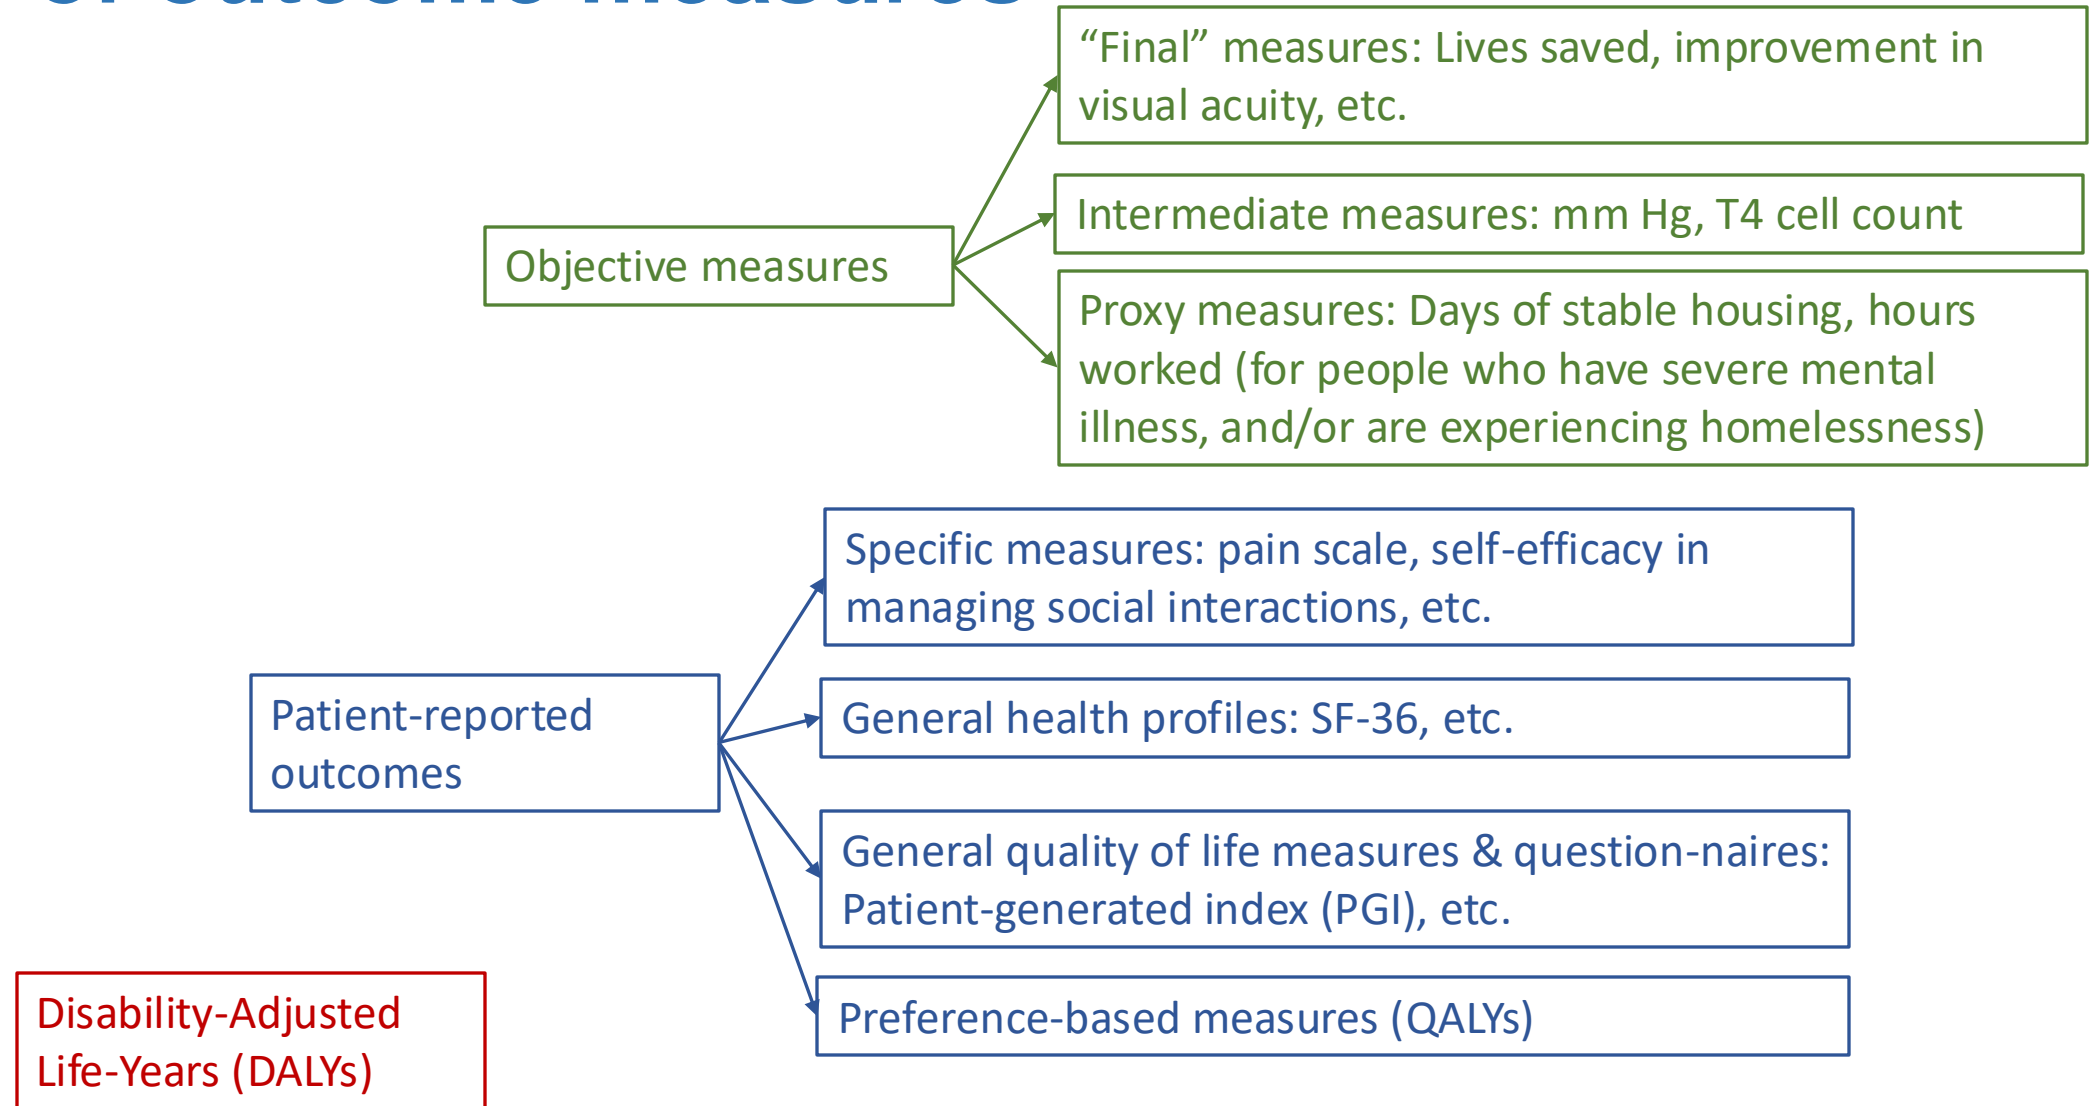 of outcome measures
“Final” measures: Lives saved, improvement in
visual acuity, etc.
Intermediate measures: mm Hg, T4 cell count
Objective measures
Proxy measures: Days of stable housing, hours
worked (for people who have severe mental
illness, and/or are experiencing homelessness)
Specific measures: pain scale, self-efficacy in
managing social interactions, etc.
Patient-reported
outcomes
General health profiles: SF-36, etc.
General quality of life measures & question-naires:
Patient-generated index (PGI), etc.
Preference-based measures (QALYs)
Disability-Adjusted
Life-Years (DALYs)